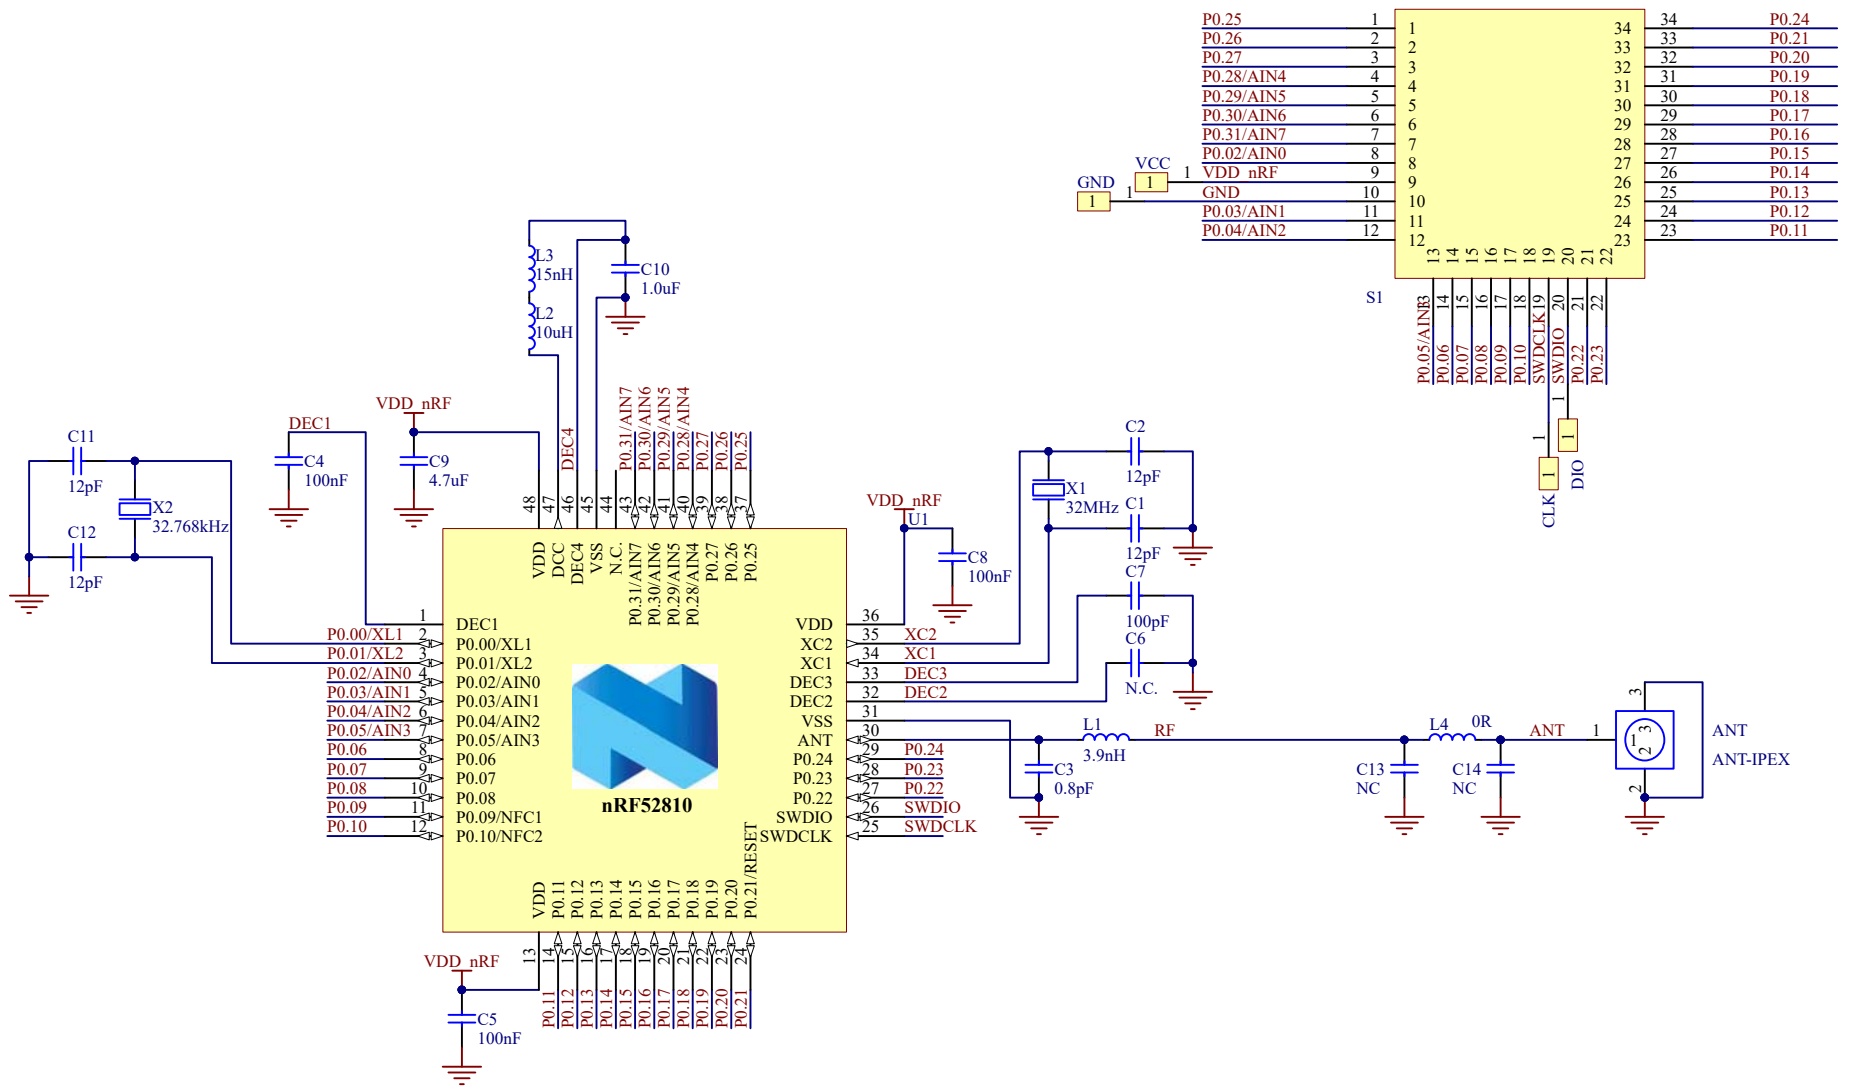 P0.25 1 1 34 34 P0.24
P0.26 2 2 33 33 P0.21
P0.27 3 3 32 32 P0.20
P0.28/AIN4 4 4 31 31 P0.19
P0.29/AIN5 5 5 30 30 P0.18
P0.30/AIN6 6 6 29 29 P0.17
P0.31/AIN7 7 7 28 28 P0.16
P0.02/AIN0 8 8 27 27 P0.15
VCC
1 1 VDD_nRF 9 9 26 26 P0.14
GND
1 1 GND 10 10 25 25 P0.13
P0.03/AIN1 11 11 24 24 P0.12
P0.04/AIN2 12 12 23 23 P0.11
13 14 15 16 17 18 19 20 21 22
S1
13 14 15 16 17 18 19 20 21 22
P0.05/AIN3 P0.06 P0.07 P0.08 P0.09 P0.10 SWDCLK SWDIO P0.22 P0.23
1 1
1 1
CLK DIO
L3
15nH
L2
10uH
C10
1.0uF
DEC1
C4
100nF
VDD_nRF
C9
4.7uF
C11
12pF
X2
32.768kHz
C12
12pF
DEC4 P0.31/AIN7 P0.30/AIN6 P0.29/AIN5 P0.28/AIN4 P0.27 P0.26 P0.25
48 47 46 45 44 43 42 41 40 39 38 37
VDD DCC DEC4 VSS N.C. P0.31/AIN7 P0.30/AIN6 P0.29/AIN5 P0.28/AIN4 P0.27 P0.26 P0.25
VDD_nRF
U1
C8
100nF
C2
12pF
X1
32MHz
C1
12pF
C7
100pF
C6
N.C.
1 DEC1
P0.00/XL1 2 P0.00/XL1
P0.01/XL2 3 P0.01/XL2
P0.02/AIN0 4 P0.02/AIN0
P0.03/AIN1 5 P0.03/AIN1
P0.04/AIN2 6 P0.04/AIN2
P0.05/AIN3 7 P0.05/AIN3
P0.06 8 P0.06
P0.07 9 P0.07
P0.08 10 P0.08
P0.09 11 P0.09/NFC1
P0.10 12 P0.10/NFC2
nRF52810
VDD 36
XC2 35 XC2
XC1 34 XC1
DEC3 33 DEC3
DEC2 32 DEC2
VSS 31
ANT 30
P0.24 29 P0.24
P0.23 28 P0.23
P0.22 27 P0.22
SWDIO 26 SWDIO
SWDCLK 25 SWDCLK
L1
3.9nH
RF
C3
0.8pF
L4 0R
C13
NC
C14
NC
ANT
1
3
1 2 3
2
ANT
ANT-IPEX
VDD P0.11 P0.12 P0.13 P0.14 P0.15 P0.16 P0.17 P0.18 P0.19 P0.20 P0.21/RESET
13 14 15 16 17 18 19 20 21 22 23 24
P0.11 P0.12 P0.13 P0.14 P0.15 P0.16 P0.17 P0.18 P0.19 P0.20 P0.21
VDD_nRF
C5
100nF